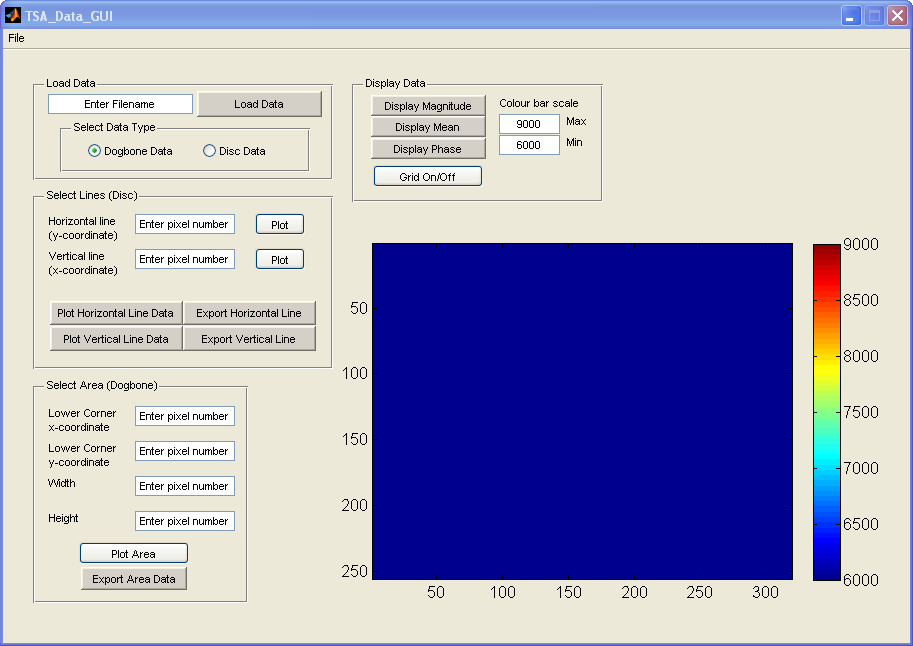 TSA_Data_GUI
File
Load Data
Enter Filename
Load Data
Select Data Type
Dogbone Data
Disc Data
Select Lines (Disc)
Horizontal line
(y-coordinate)
Enter pixel number
Plot
Vertical line
(x-coordinate)
Enter pixel number
Plot
Plot Horizontal Line Data
Export Horizontal Line
Plot Vertical Line Data
Export Vertical Line
Select Area (Dogbone)
Lower Corner
x-coordinate
Enter pixel number
Lower Corner
y-coordinate
Enter pixel number
Width
Enter pixel number
Height
Enter pixel number
Plot Area
Export Area Data
Display Data
Display Magnitude
Display Mean
Display Phase
Grid On/Off
Colour bar scale
9000
Max
6000
Min
50
100
150
200
250
50
100
150
200
250
300
9000
8500
8000
7500
7000
6500
6000